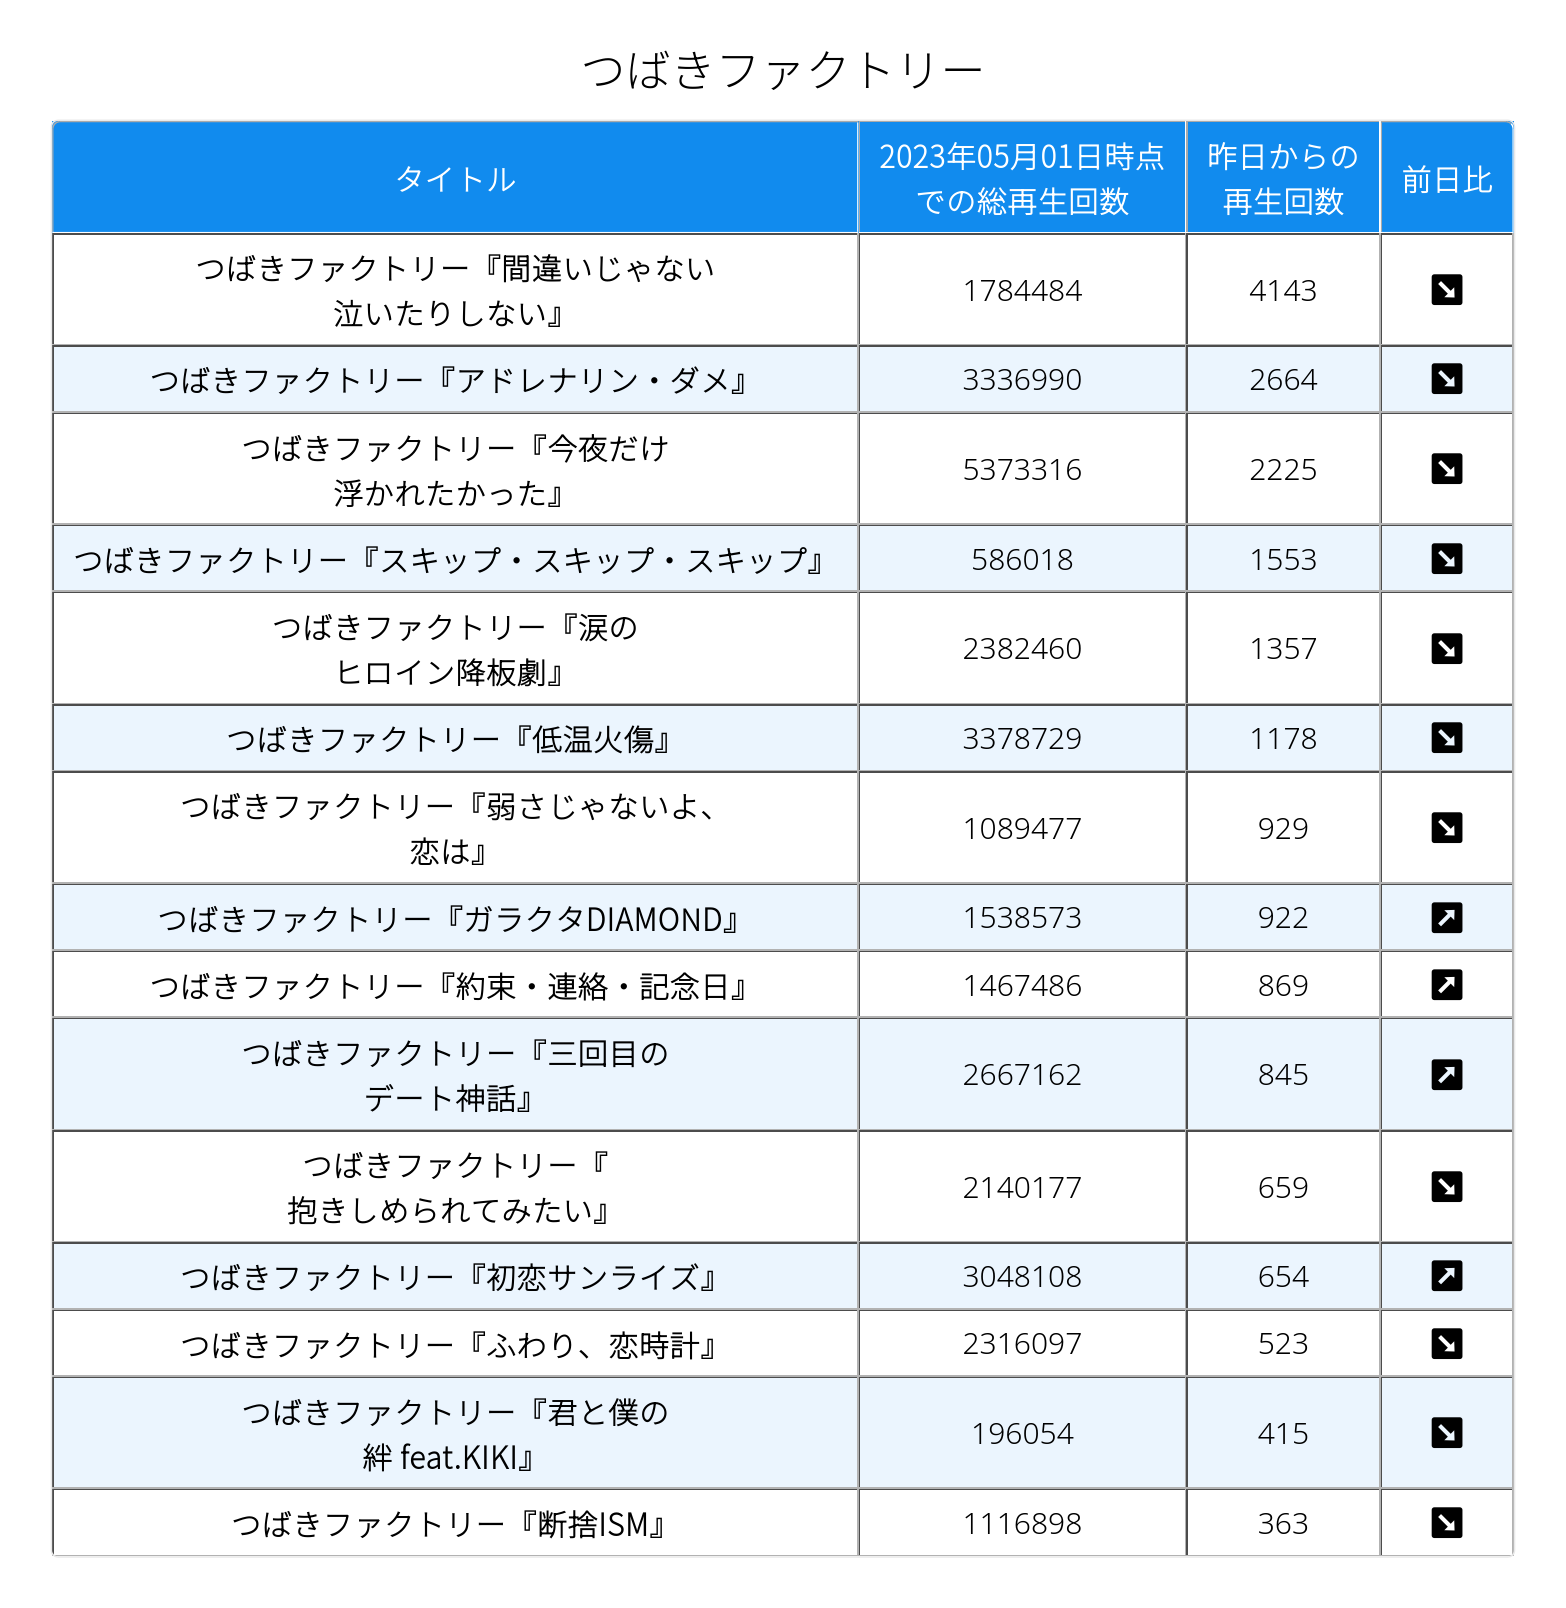 つばきファクトリー
タイトル
2023年05月01日時点
での総再生回数
昨日からの
再生回数
前日比
つばきファクトリー『間違いじゃない
泣いたりしない』
1784484
4143
つばきファクトリー『アドレナリン・ダメ』
3336990
2664
つばきファクトリー『今夜だけ
浮かれたかった』
5373316
2225
つばきファクトリー『スキップ・スキップ・スキップ』
586018
1553
つばきファクトリー『涙の
ヒロイン降板劇』
2382460
1357
つばきファクトリー『低温火傷』
3378729
1178
つばきファクトリー『弱さじゃないよ、
恋は』
1089477
929
つばきファクトリー『ガラクタDIAMOND』
1538573
922
つばきファクトリー『約束・連絡・記念日』
1467486
869
つばきファクトリー『三回目の
デート神話』
2667162
845
つばきファクトリー『
抱きしめられてみたい』
2140177
659
つばきファクトリー『初恋サンライズ』
3048108
654
つばきファクトリー『ふわり、恋時計』
2316097
523
つばきファクトリー『君と僕の
絆 feat.KIKI』
196054
415
つばきファクトリー『断捨ISM』
1116898
363